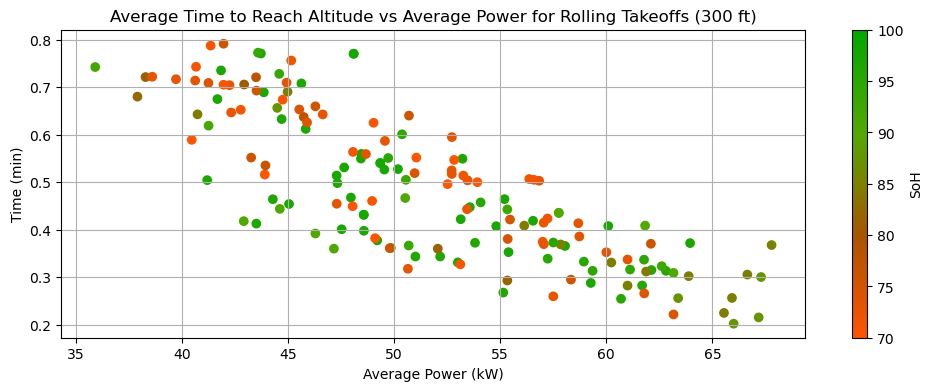 Average Time to Reach Altitude vs Average Power for Rolling Takeoffs (300 ft)
0.8
0.7
0.6
0.5
0.4
0.3
0.2
Time (min)
35 40 45 50 55 60 65
Average Power (kW)
100
95
90
85
80
75
70
SoH